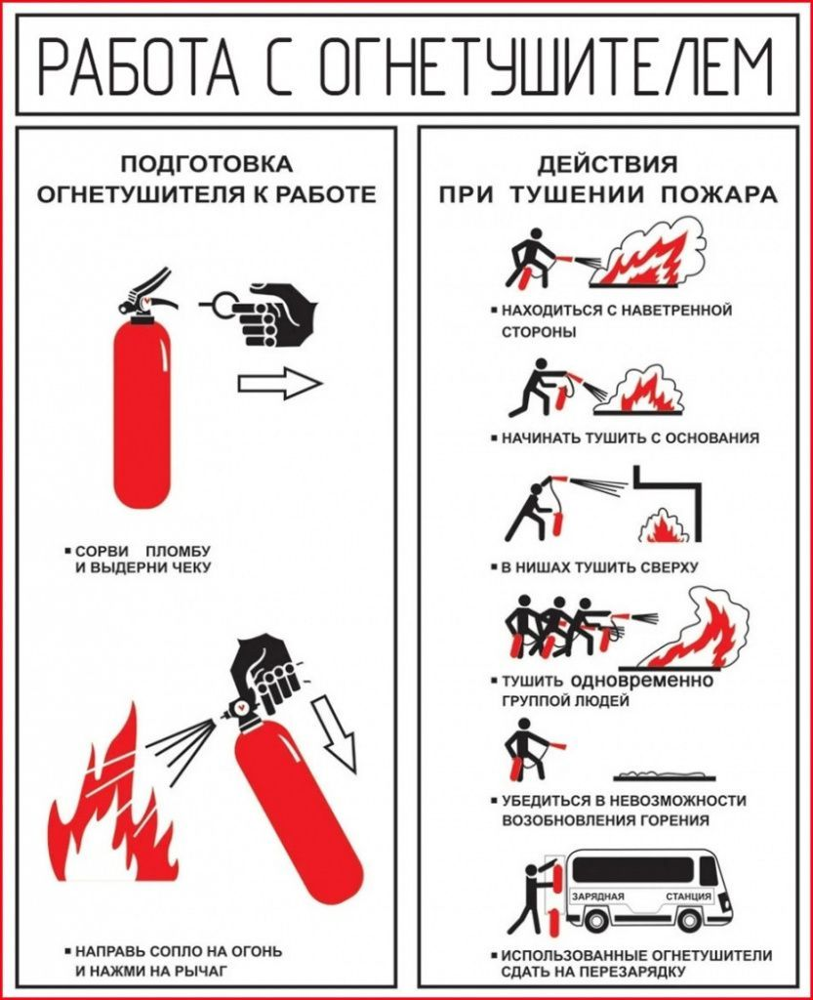 РАБОТА С ОГНЕТУШИТЕЛЕМ
ПОДГОТОВКА
ОГНЕТУШИТЕЛЯ К РАБОТЕ
▪ СОРВИ ПЛОМБУ
И ВЫДЕРНИ ЧЕКУ
▪ НАПРАВЬ СОПЛО НА ОГОНЬ
И НАЖМИ НА РЫЧАГ
ДЕЙСТВИЯ
ПРИ ТУШЕНИИ ПОЖАРА
▪ НАХОДИТЬСЯ С НАВЕТРЕННОЙ
СТОРОНЫ
▪ НАЧИНАТЬ ТУШИТЬ С ОСНОВАНИЯ
▪ В НИШАХ ТУШИТЬ СВЕРХУ
▪ ТУШИТЬ одновременно
ГРУППОЙ ЛЮДЕЙ
▪ УБЕДИТЬСЯ В НЕВОЗМОЖНОСТИ
ВОЗОБНОВЛЕНИЯ ГОРЕНИЯ
ЗАРЯДНАЯ СТАНЦИЯ
▪ ИСПОЛЬЗОВАННЫЕ ОГНЕТУШИТЕЛИ
СДАТЬ НА ПЕРЕЗАРЯДКУ